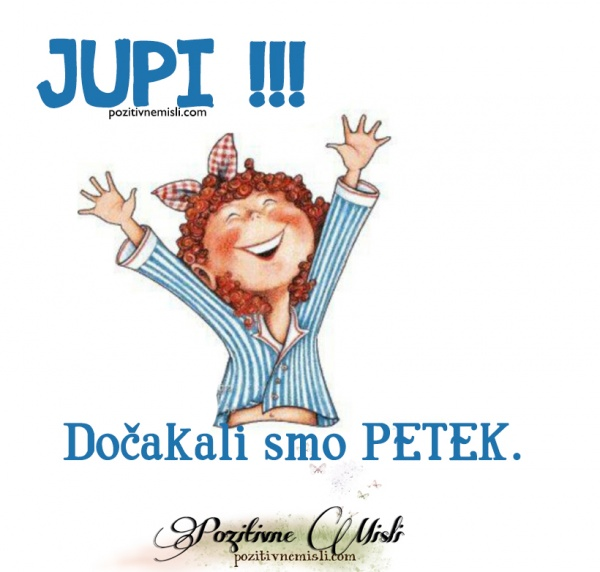 JUPI !!!
pozitivnemisli.com
Dočakali smo PETEK.
Pozitivne Misli
pozitivnemisli.com